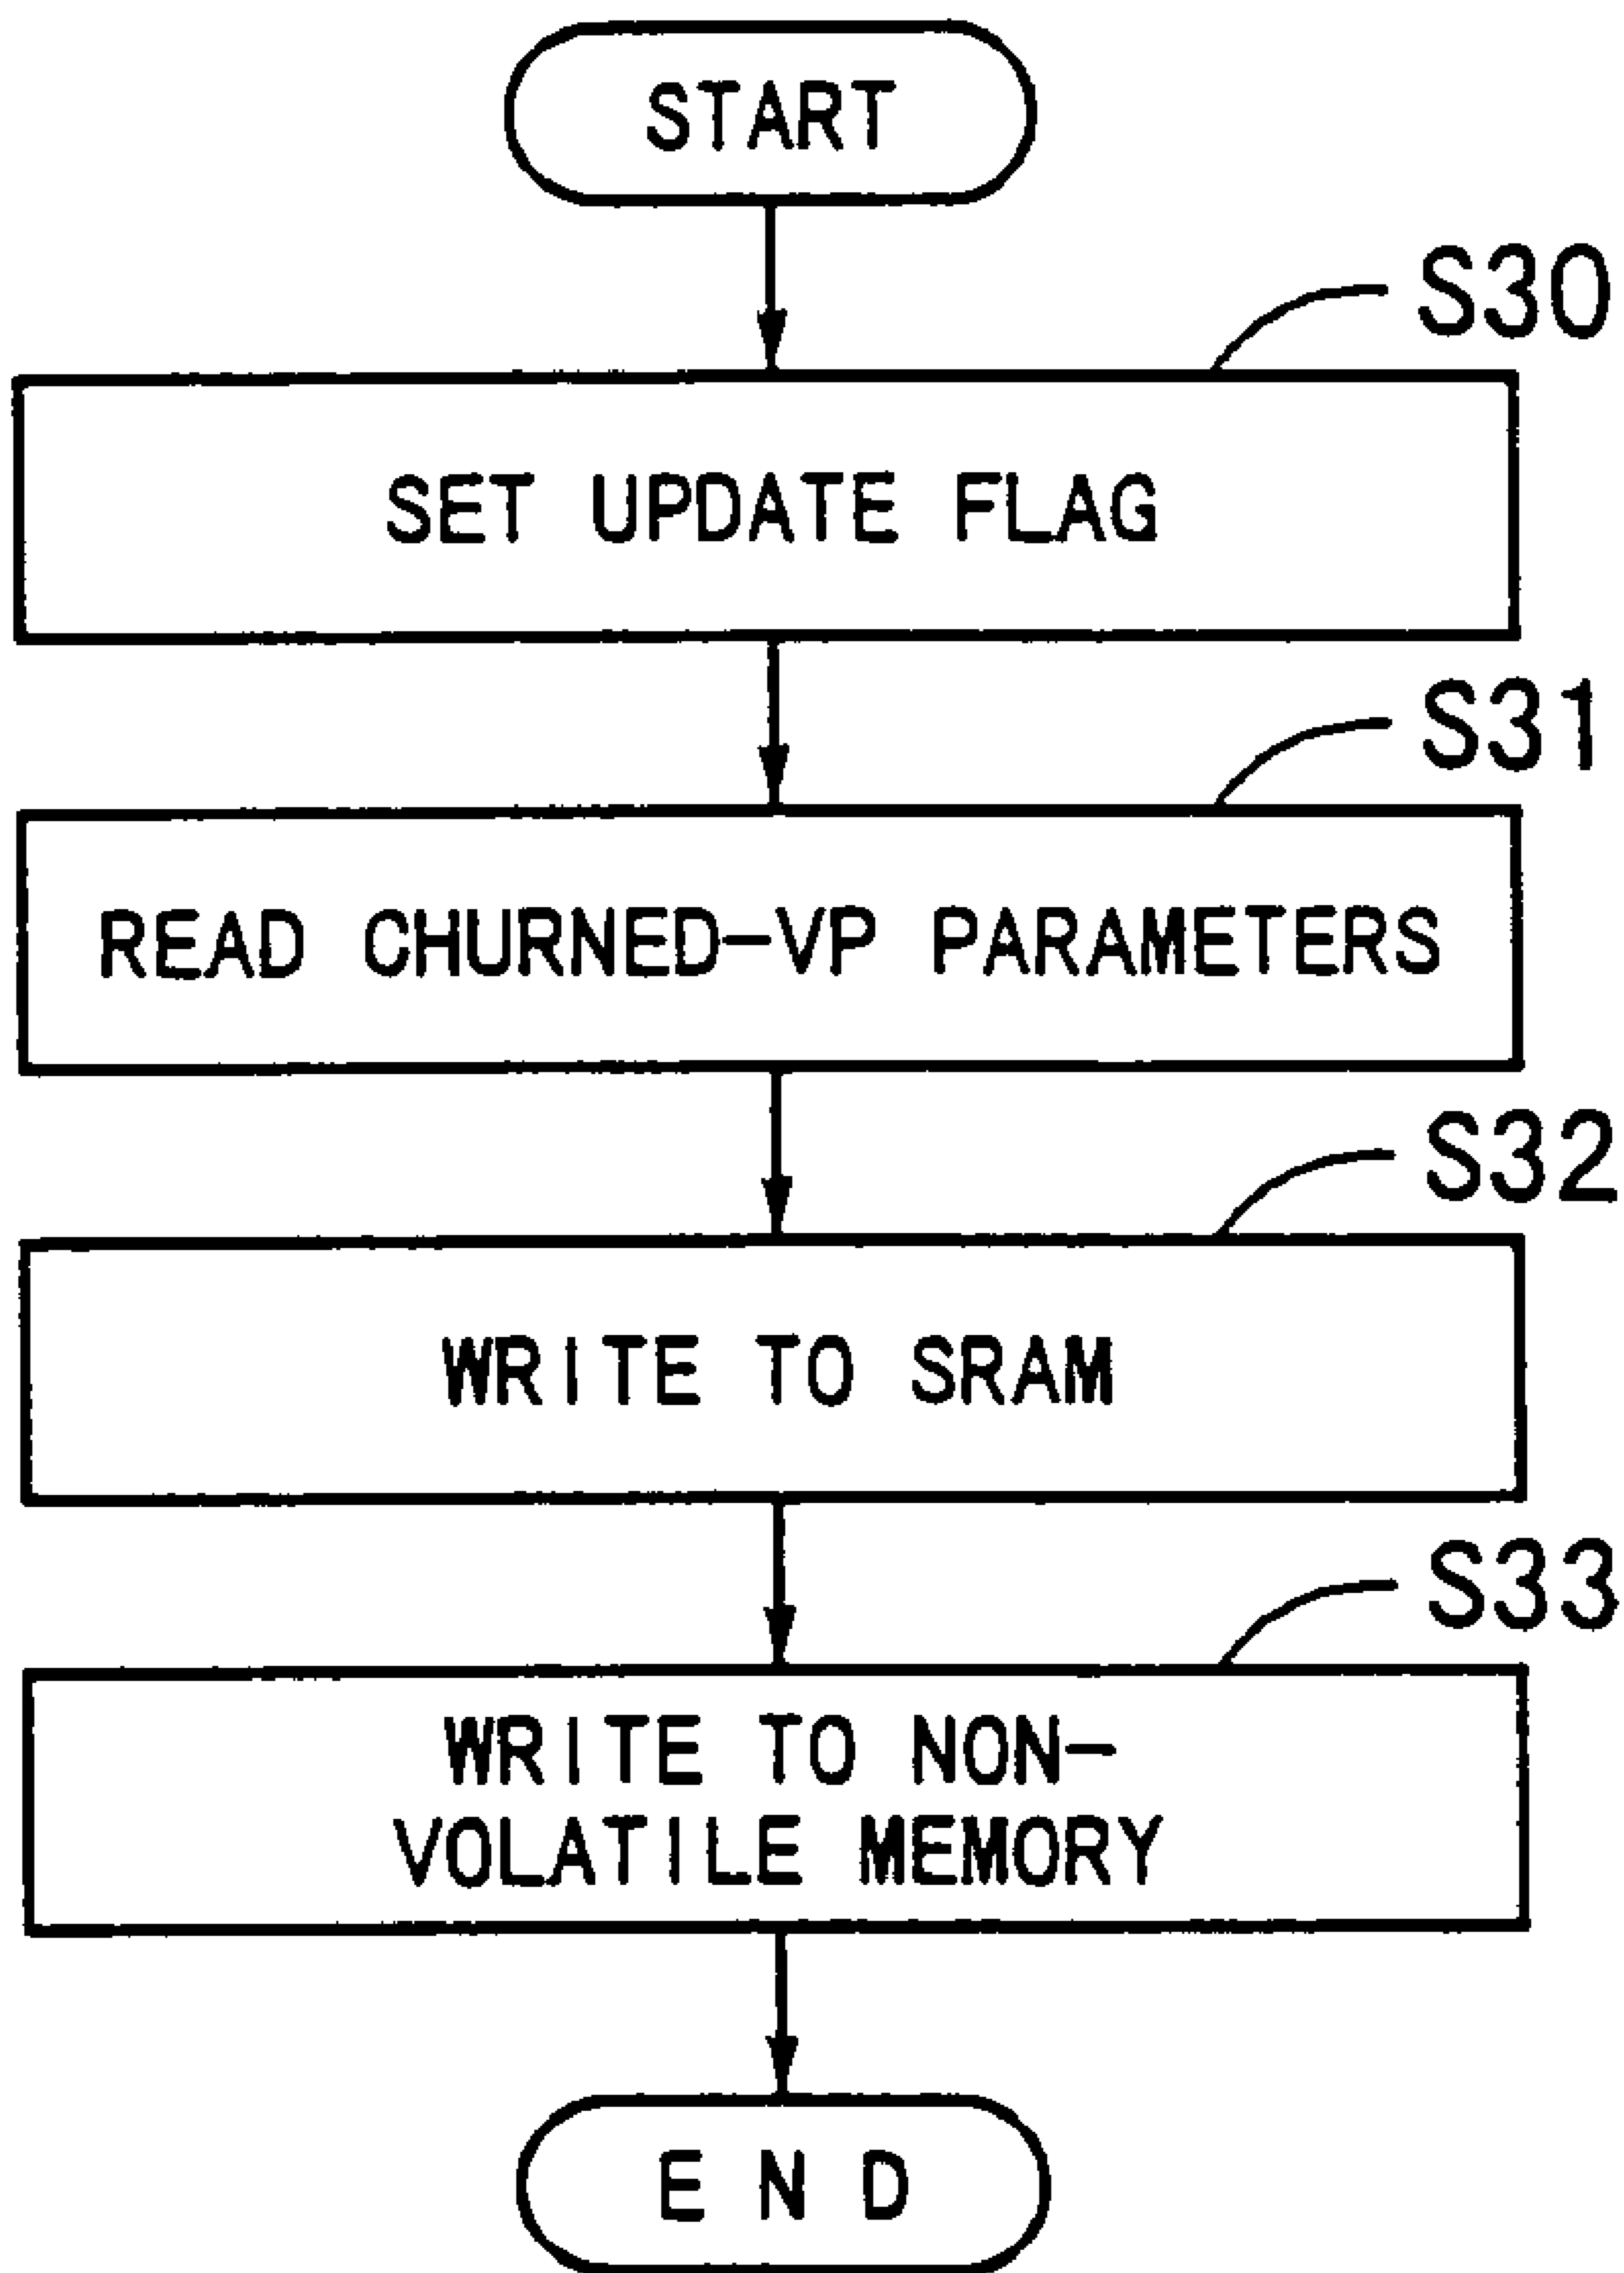 START
S30
SET UPDATE FLAG
S31
READ CHURNED-VP PARAMETERS
S32
WRITE TO SRAM
S33
WRITE TO NON-
VOLATILE MEMORY
END